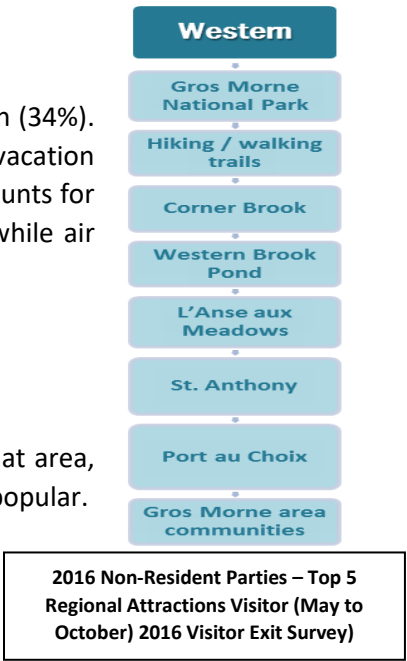 Western
Gros Morne
National Park
n (34%).
Hiking / walking
trails
vacation
unts for
Corner Brook
while air
Western Brook
Pond
L'Anse aux
Meadows
St. Anthony
at area,
Port au Choix
popular.
Gros Morne area
communities
2016 Non-Resident Parties – Top 5
Regional Attractions Visitor (May to
October) 2016 Visitor Exit Survey)